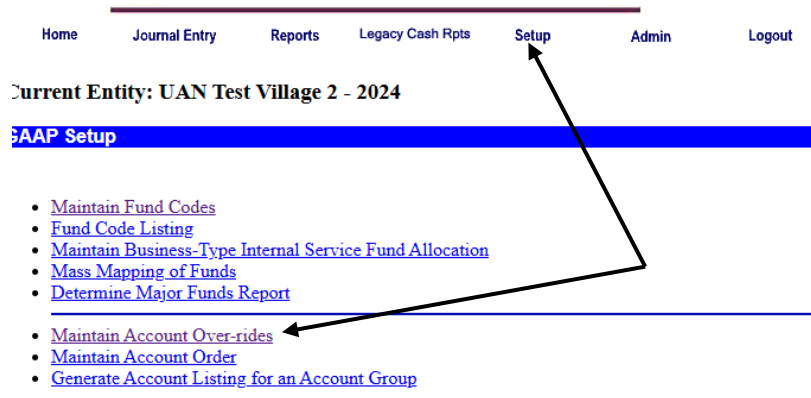 Home Journal Entry Reports Legacy Cash Rpts Setup Admin Logout
Current Entity: UAN Test Village 2 - 2024
GAAP Setup
• Maintain Fund Codes
• Fund Code Listing
• Maintain Business-Type Internal Service Fund Allocation
• Mass Mapping of Funds
• Determine Major Funds Report
• Maintain Account Over-rides
• Maintain Account Order
• Generate Account Listing for an Account Group